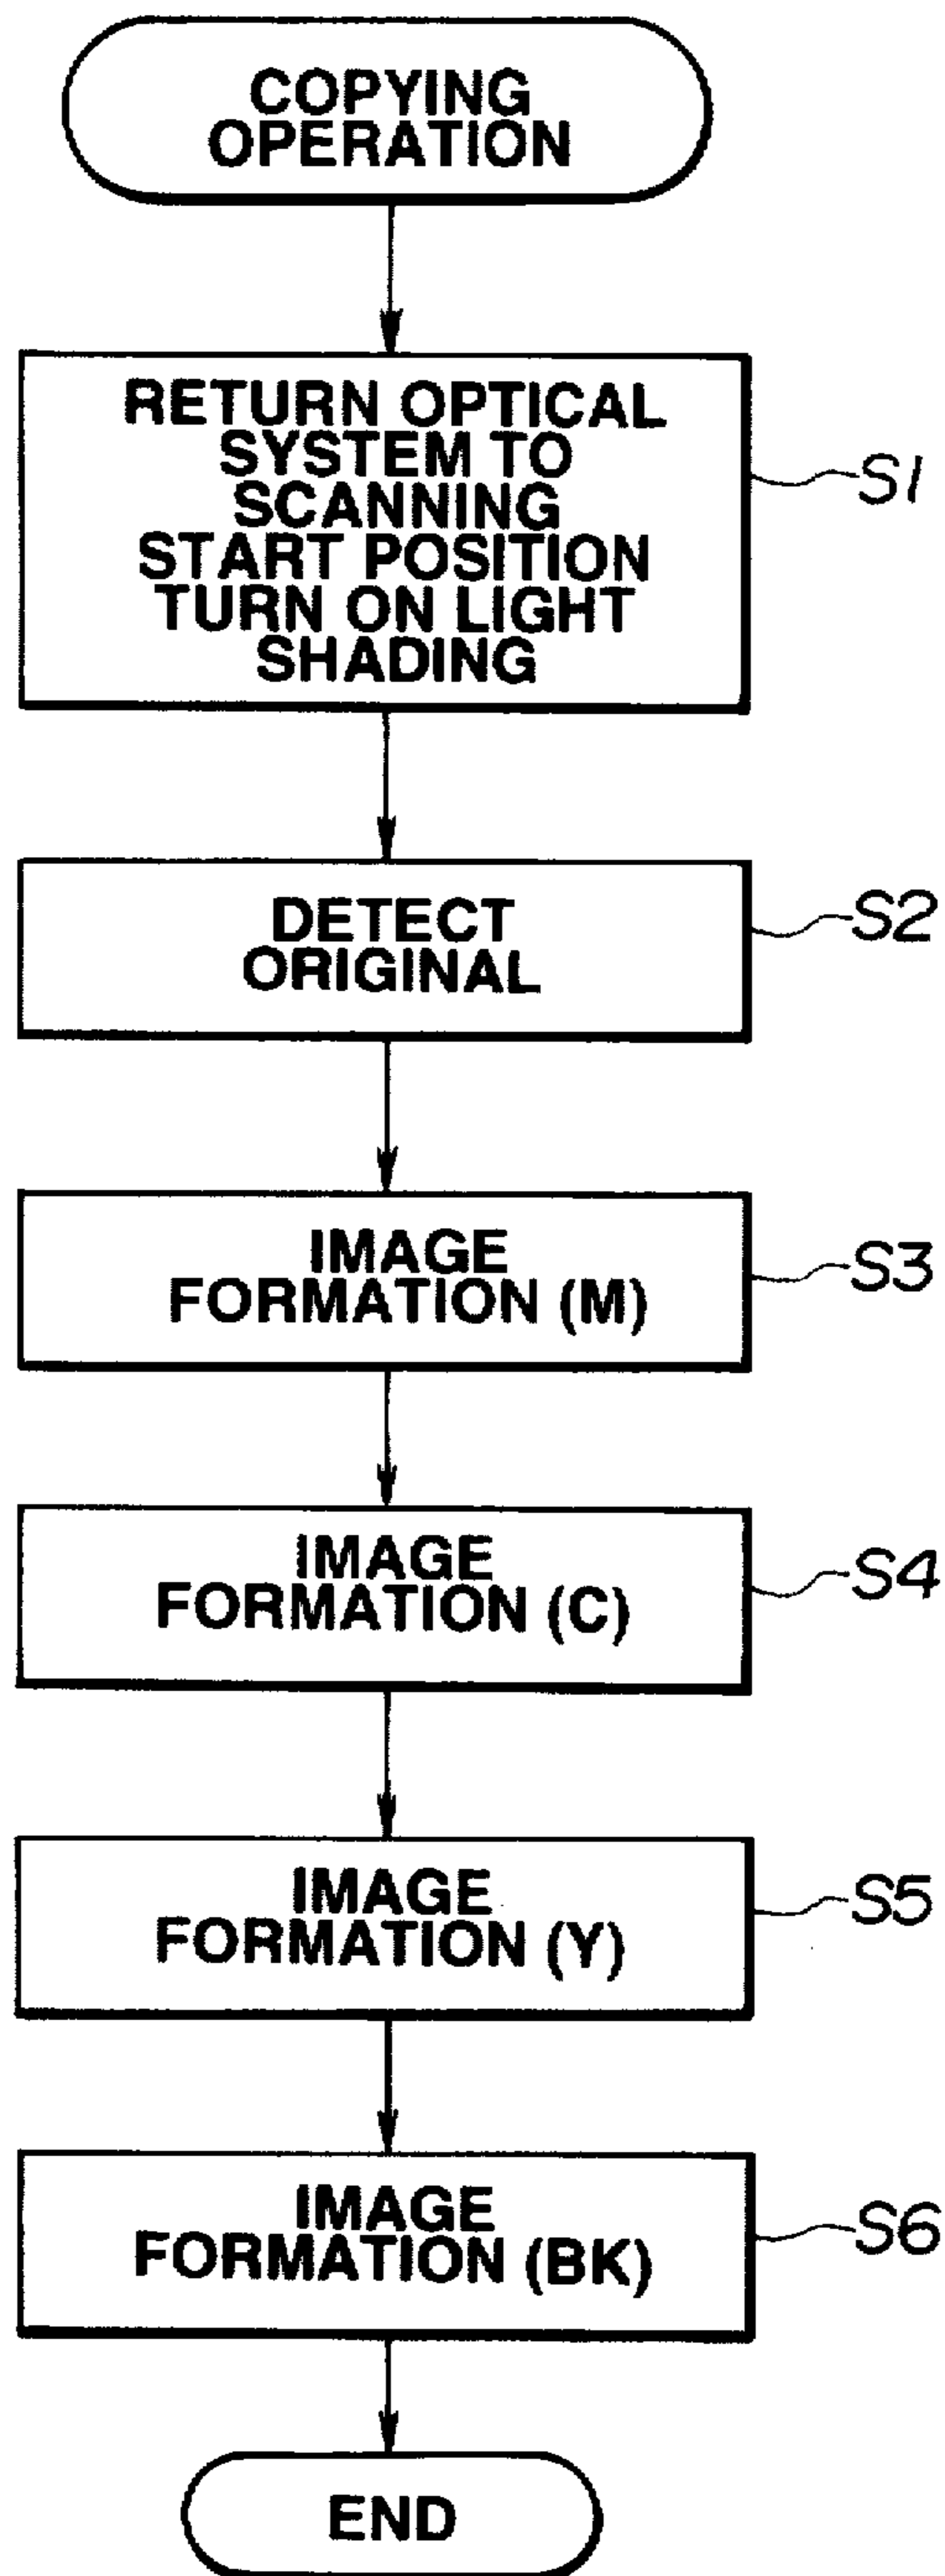 COPYING
OPERATION
RETURN OPTICAL
SYSTEM TO
SCANNING
START POSITION
TURN ON LIGHT
SHADING
S1
DETECT
ORIGINAL
S2
IMAGE
FORMATION (M)
S3
IMAGE
FORMATION (C)
S4
IMAGE
FORMATION (Y)
S5
IMAGE
FORMATION (BK)
S6
END